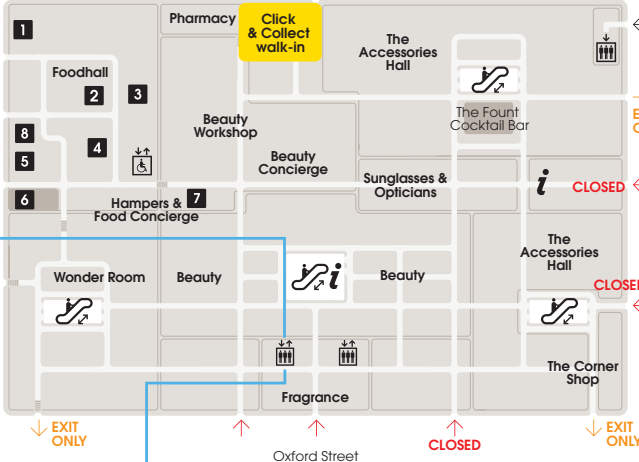 1
Pharmacy
Click
& Collect
walk-in
The
Accessories
Hall
Foodhall
2
3
The Fount
Cocktail Bar
Beauty
Workshop
8
4
5
Beauty
Concierge
Sunglasses &
Opticians
i
CLOSED
6
7
Hampers &
Food Concierge
The
Accessories
Hall
Wonder Room
Beauty
i
Beauty
CLOSED
The Corner
Shop
Fragrance
EXIT
ONLY
CLOSED
EXIT
ONLY
Oxford Street